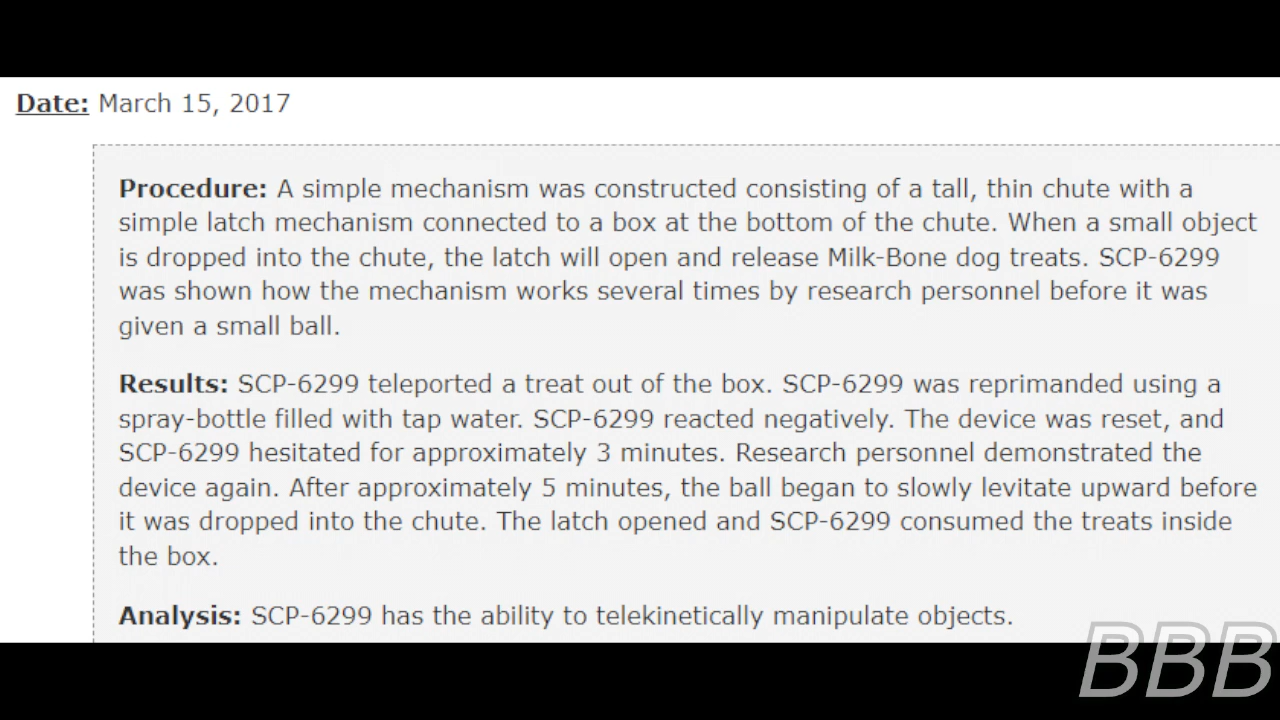 Date: March 15, 2017
Procedure: A simple mechanism was constructed consisting of a tall, thin chute with a
simple latch mechanism connected to a box at the bottom of the chute. When a small object
is dropped into the chute, the latch will open and release Milk-Bone dog treats. SCP-6299
was shown how the mechanism works several times by research personnel before it was
given a small ball.
Results: SCP-6299 teleported a treat out of the box. SCP-6299 was reprimanded using a
spray-bottle filled with tap water. SCP-6299 reacted negatively. The device was reset, and
SCP-6299 hesitated for approximately 3 minutes. Research personnel demonstrated the
device again. After approximately 5 minutes, the ball began to slowly levitate upward before
it was dropped into the chute. The latch opened and SCP-6299 consumed the treats inside
the box.
Analysis: SCP-6299 has the ability to telekinetically manipulate objects.
BBB